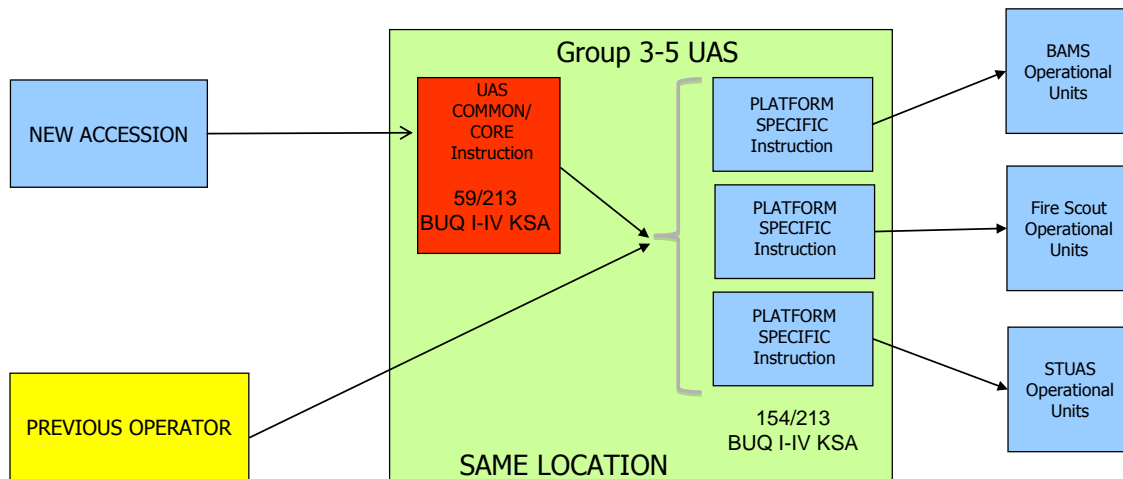 Group 3-5 UAS
NEW ACCESSION
UAS
COMMON/
CORE
Instruction
59/213
BUQ I-IV KSA
PLATFORM
SPECIFIC
Instruction
BAMS
Operational
Units
PLATFORM
SPECIFIC
Instruction
Fire Scout
Operational
Units
PLATFORM
SPECIFIC
Instruction
STUAS
Operational
Units
PREVIOUS OPERATOR
154/213
BUQ I-IV KSA
SAME LOCATION